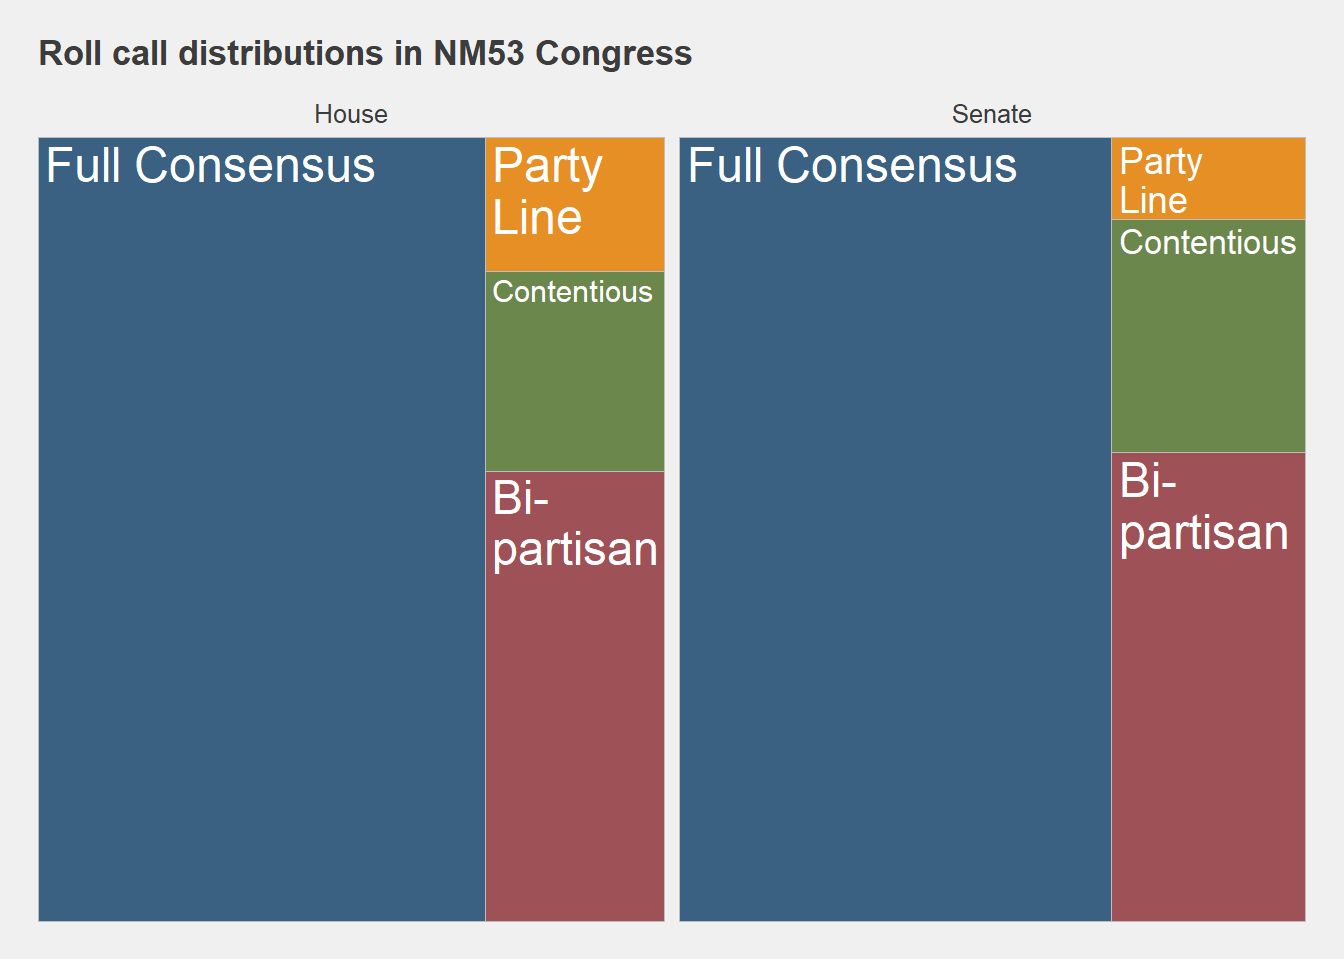 Roll call distributions in NM53 Congress
House
Full Consensus
Party
Line
Contentious
Bi-
partisan
Senate
Full Consensus
Party
Line
Contentious
Bi-
partisan